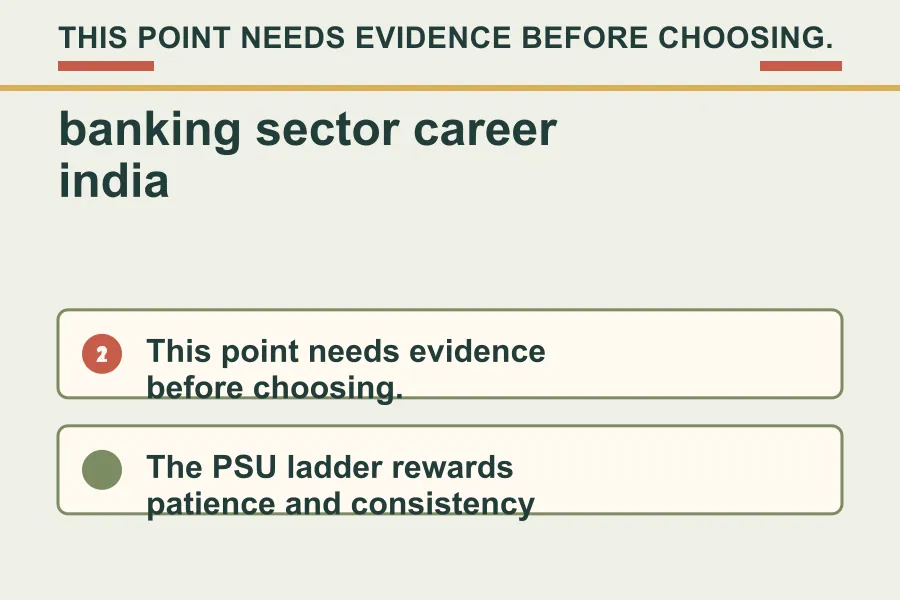 THIS POINT NEEDS EVIDENCE BEFORE CHOOSING.
banking sector career
india
2
This point needs evidence
before choosing.
The PSU ladder rewards
patience and consistency